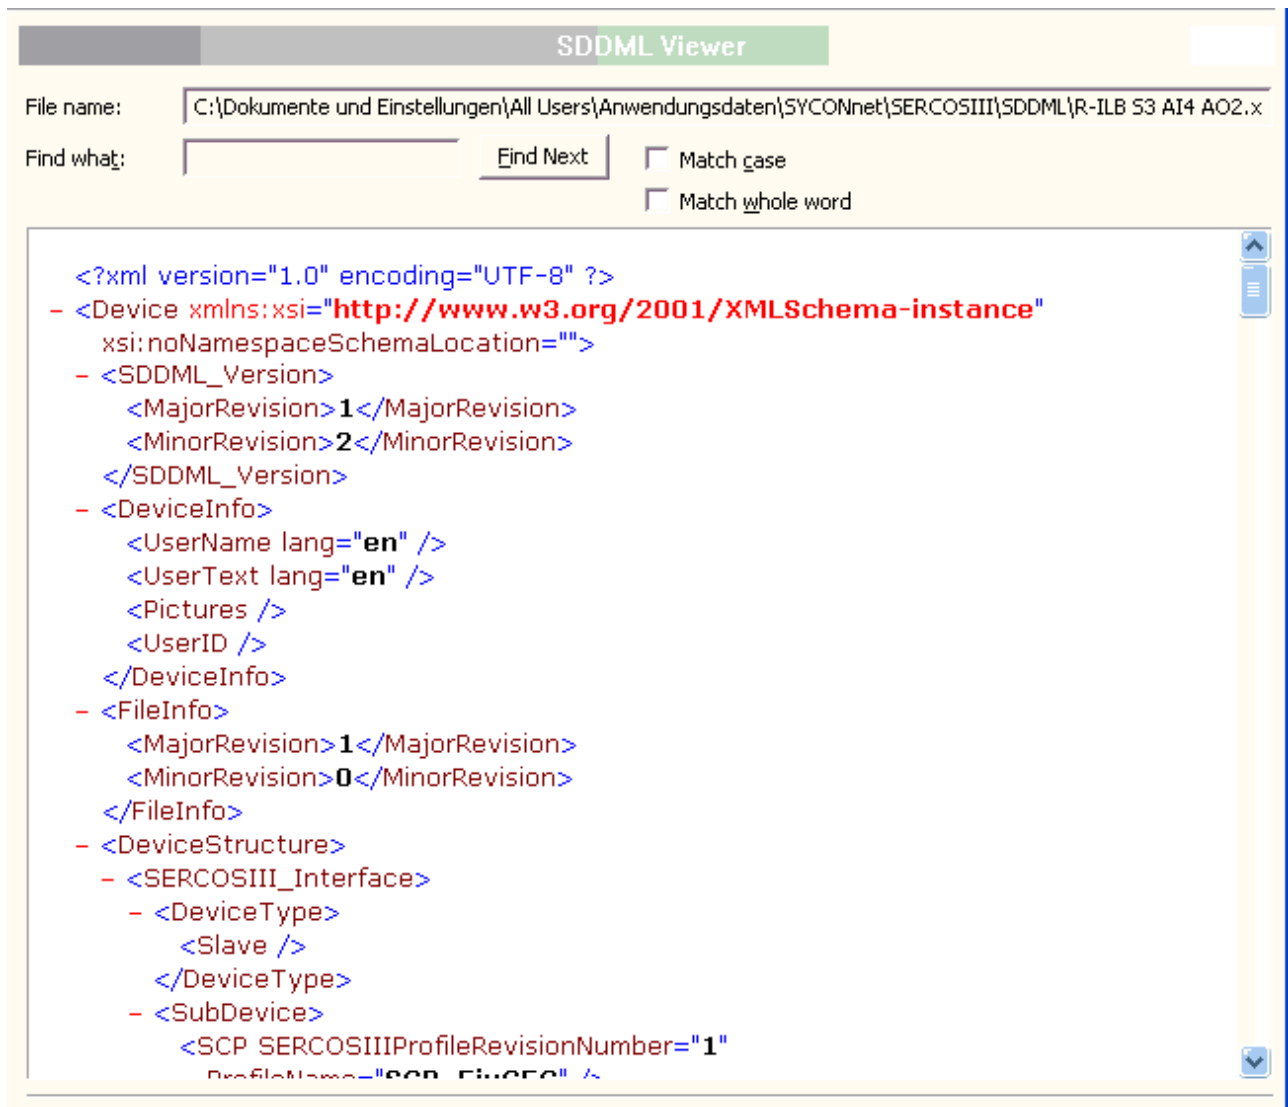 SDDML Viewer
File name: C:\Dokumente und Einstellungen\All Users\Anwendungsdaten\SYCONnet\SERCOSIII\SDDML\R-ILB S3 AI4 AO2.x
Find what: Find Next Match case
Match whole word
<?xml version="1.0" encoding="UTF-8" ?>
– <Device xmlns:xsi="http://www.w3.org/2001/XMLSchema-instance"
xsi:noNamespaceSchemaLocation="">
– <SDDML_Version>
<MajorRevision>1</MajorRevision>
<MinorRevision>2</MinorRevision>
</SDDML_Version>
– <DeviceInfo>
<UserName lang="en" />
<UserText lang="en" />
<Pictures />
<UserID />
</DeviceInfo>
– <FileInfo>
<MajorRevision>1</MajorRevision>
<MinorRevision>0</MinorRevision>
</FileInfo>
– <DeviceStructure>
– <SERCOSIII_Interface>
– <DeviceType>
<Slave />
</DeviceType>
– <SubDevice>
<SCP SERCOSIIIProfileRevisionNumber="1"